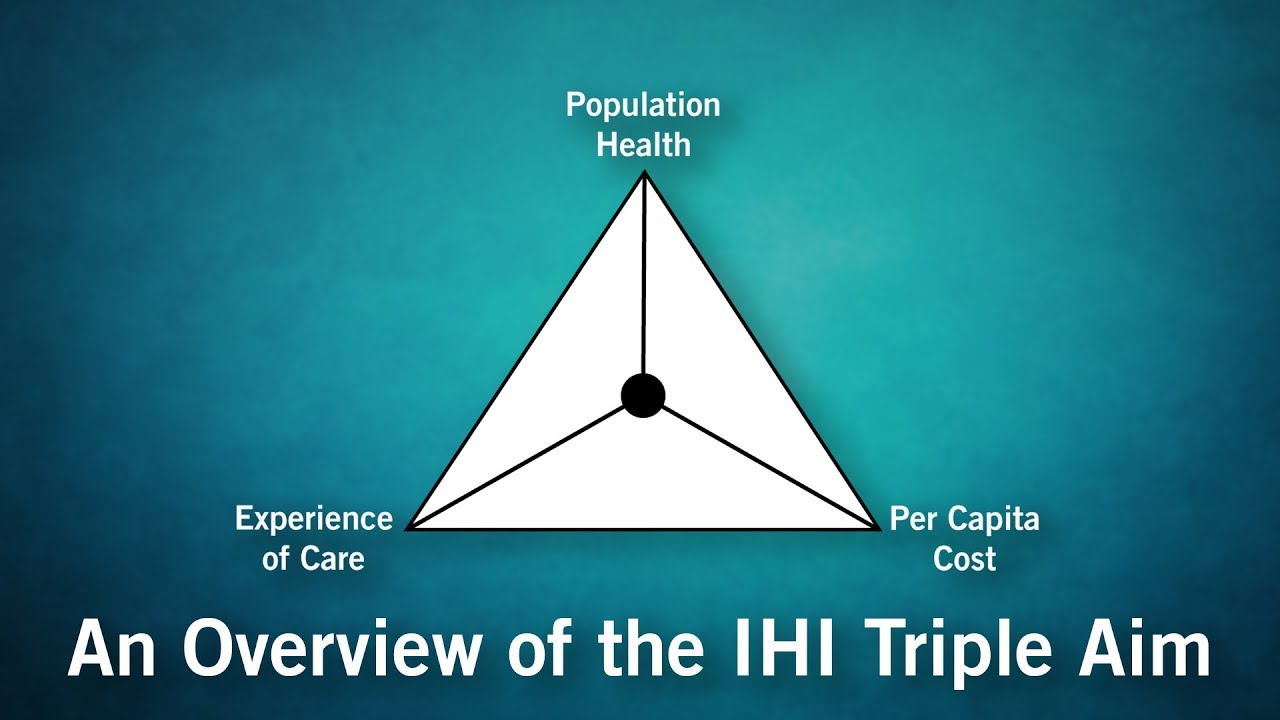 Population
Health
Experience
of Care
Per Capita
Cost
An Overview of the IHI Triple Aim